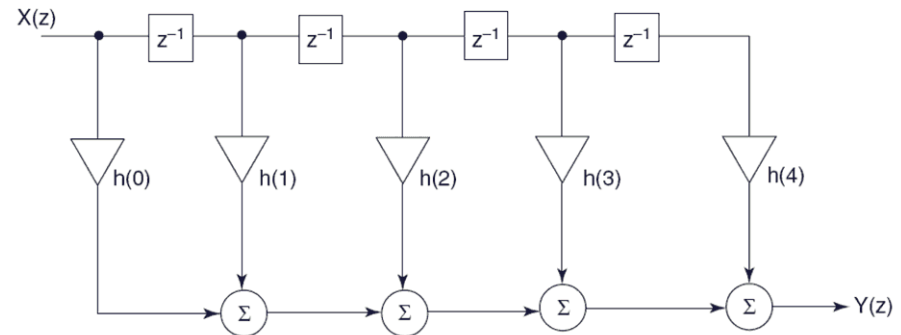 X(z)
z⁻¹ z⁻¹ z⁻¹ z⁻¹
h(0) h(1) h(2) h(3) h(4)
Σ Σ Σ Σ Y(z)